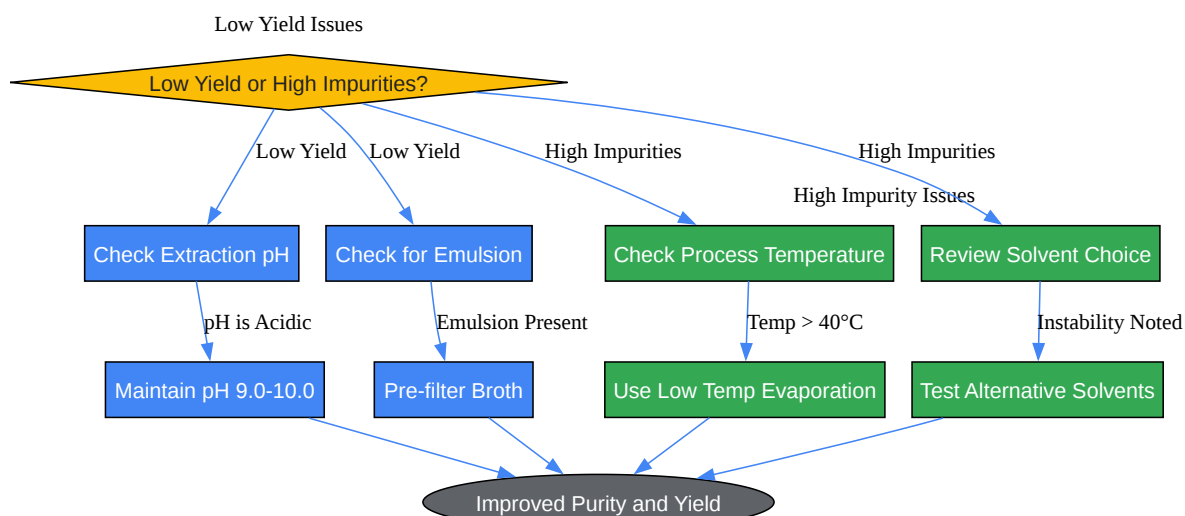 Low Yield Issues
Low Yield or High Impurities?
Low Yield
Low Yield
High Impurities
High Impurities
High Impurity Issues
Check Extraction pH
Check for Emulsion
Check Process Temperature
Review Solvent Choice
pH is Acidic
Emulsion Present
Temp > 40°C
Instability Noted
Maintain pH 9.0-10.0
Pre-filter Broth
Use Low Temp Evaporation
Test Alternative Solvents
Improved Purity and Yield